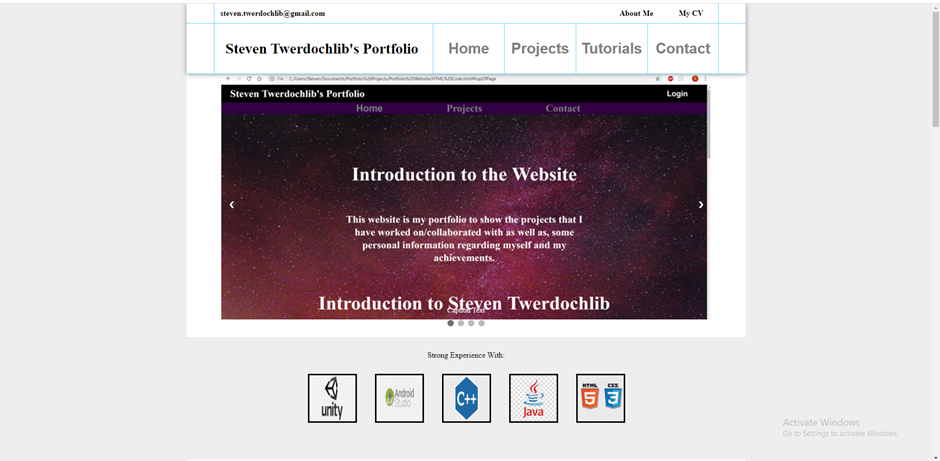 steven.twerdochlib@gmail.com
About Me
My CV
Steven Twerdochlib's Portfolio
Home
Projects
Tutorials
Contact
File
C:/Users/Steven/Documents/Portfolio%20Projects/Portfolio%20Website/HTML%20Code.html#topOfPage
Steven Twerdochlib's Portfolio
Login
Home
Projects
Contact
Introduction to the Website
This website is my portfolio to show the projects that I
have worked on/collaborated with as well as, some
personal information regarding myself and my
achievements.
Introduction to Steven Twerdochlib
Caption Text
Strong Experience With:
unity
Android
Studio
C++
Java
HTML
5
CSS
3
Activate Windows
Go to Settings to activate Windows.